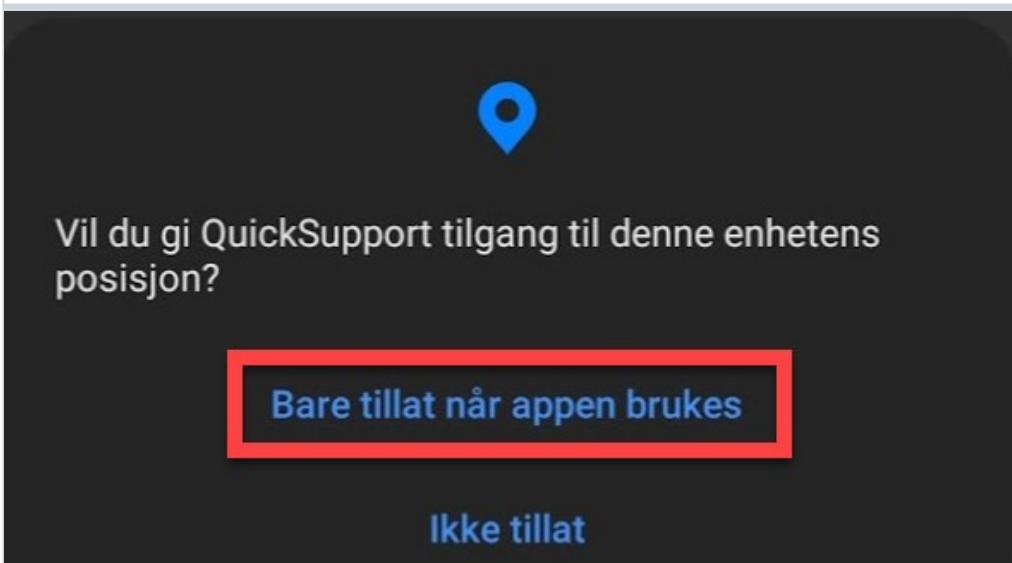 Vil du gi QuickSupport tilgang til denne enhetens
posisjon?
Bare tillat når appen brukes
Ikke tillat